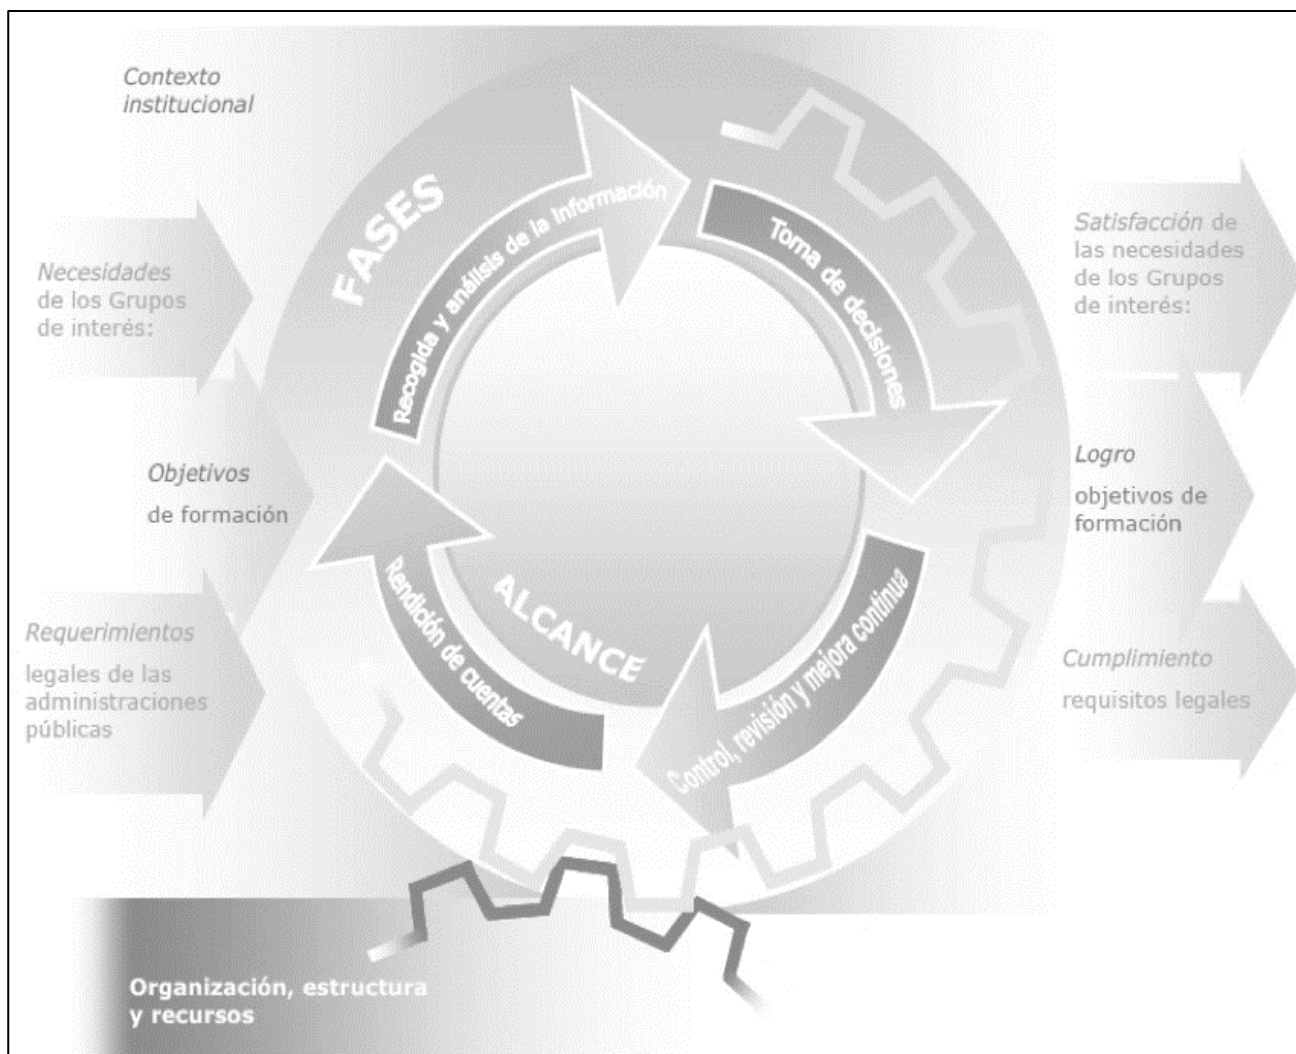 Contexto
institucional
FASES
Recogida y análisis de la información
Toma de decisiones
Necesidades
de los Grupos
de interés:
Satisfacción de
las necesidades
de los Grupos
de interés:
Objetivos
de formación
Logro
objetivos de
formación
ALCANCE
Rendición de cuentas
Control, revisión y mejora continua
Requerimientos
legales de las
administraciones
públicas
Cumplimiento
requisitos legales
Organización, estructura
y recursos